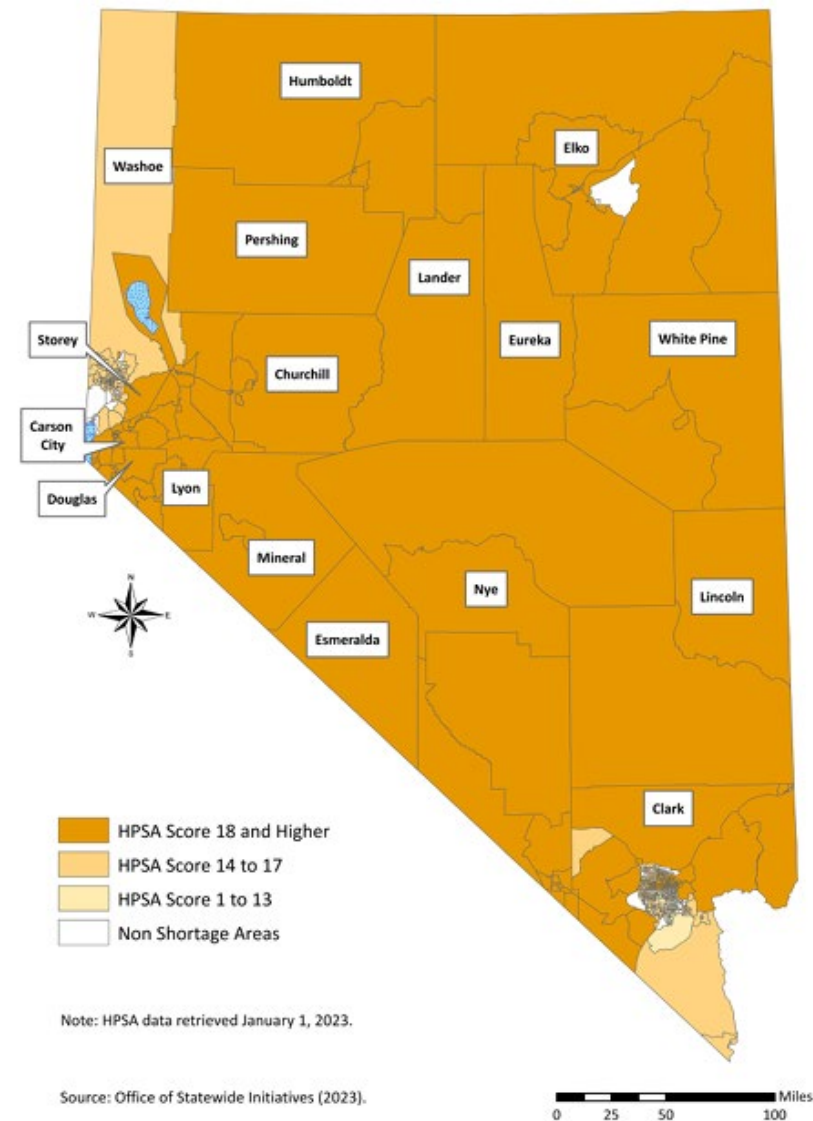 Humboldt
Elko
Washoe
Pershing
Lander
Storey
Eureka
White Pine
Churchill
Carson
City
Lyon
Douglas
Mineral
N
W
E
S
Nye
Lincoln
Esmeralda
Clark
HPSA Score 18 and Higher
HPSA Score 14 to 17
HPSA Score 1 to 13
Non Shortage Areas
Note: HPSA data retrieved January 1, 2023.
Source: Office of Statewide Initiatives (2023).
Miles
0 25 50 100